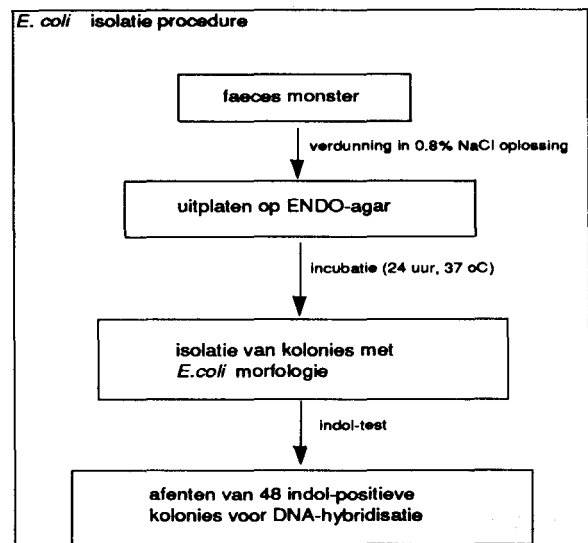 E. coli isolatie procedure
faeces monster
verdunning in 0.8% NaCl oplossing
uitplaten op ENDO-agar
incubatie (24 uur, 37 oC)
isolatie van kolonies met
E.coli morfologie
indol-test
afenten van 48 indol-positieve
kolonies voor DNA-hybridisatie